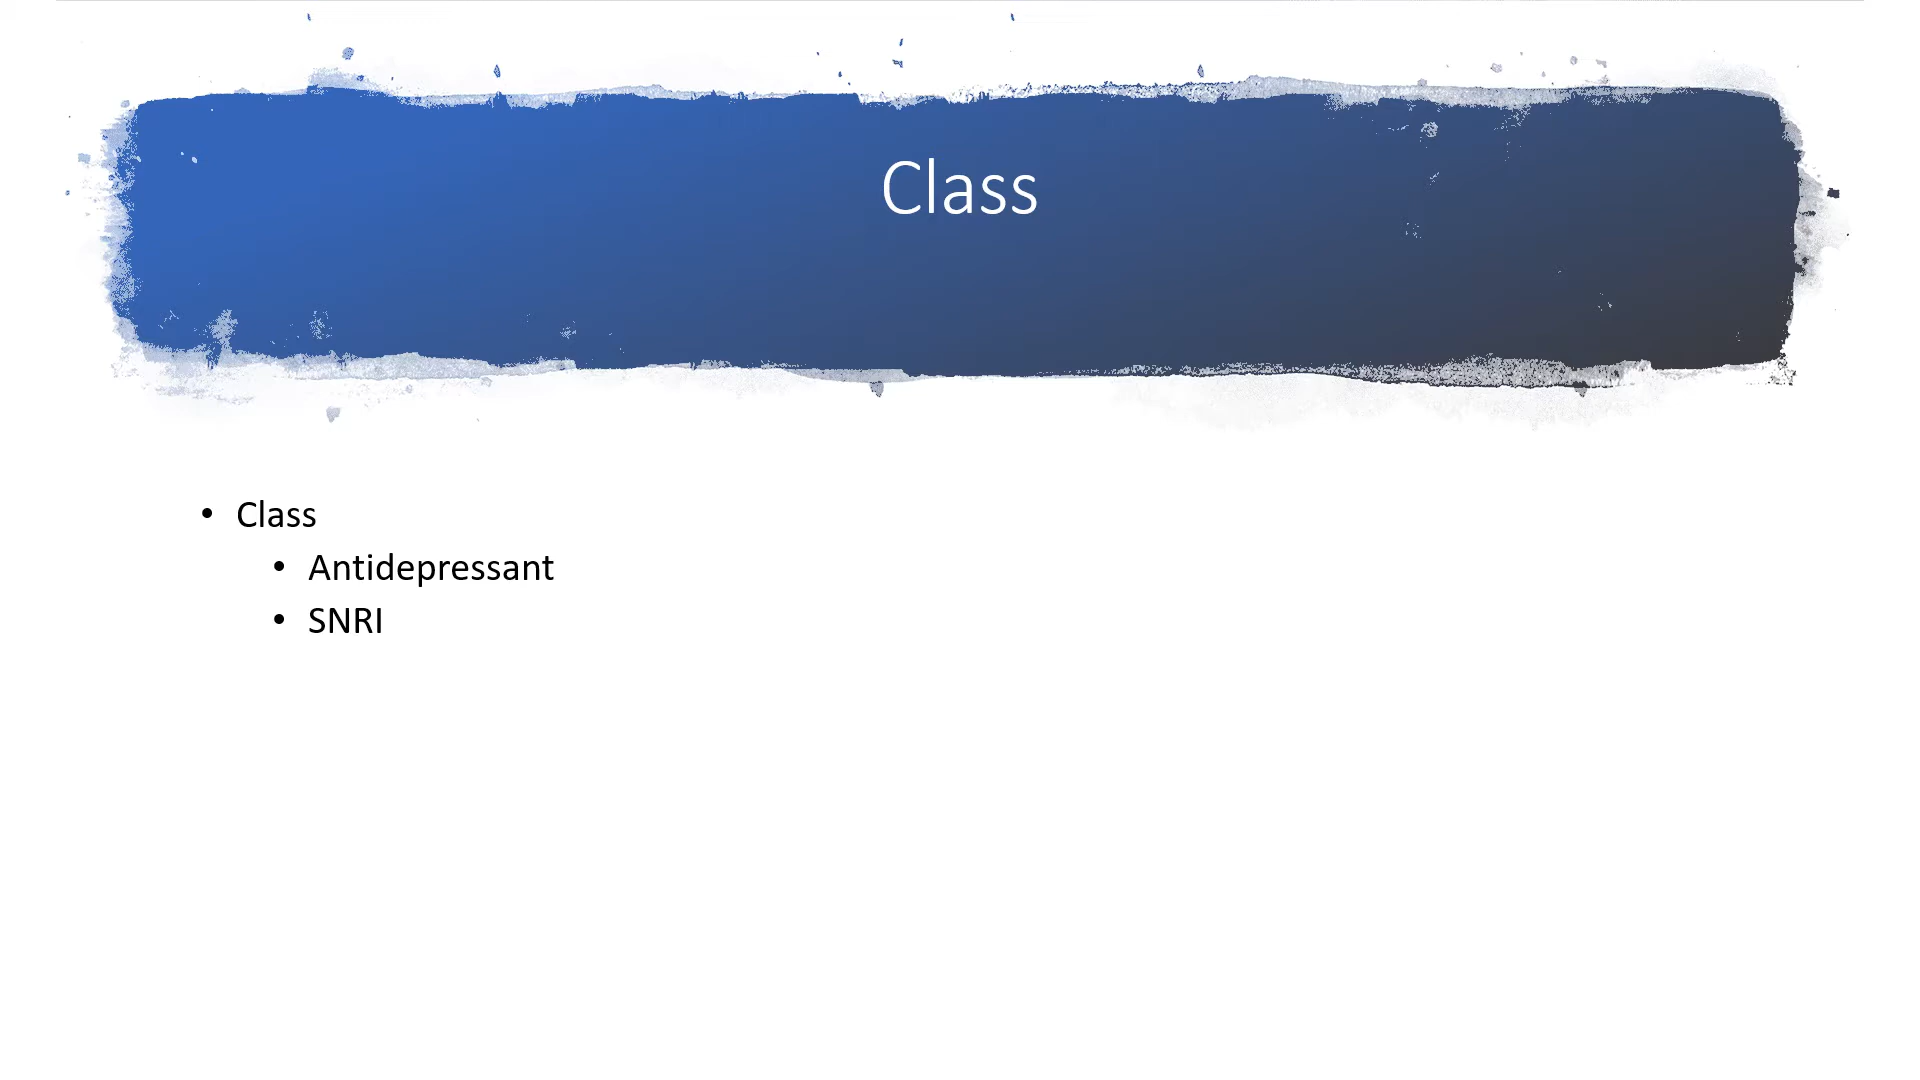 Class
• Class
• Antidepressant
• SNRI